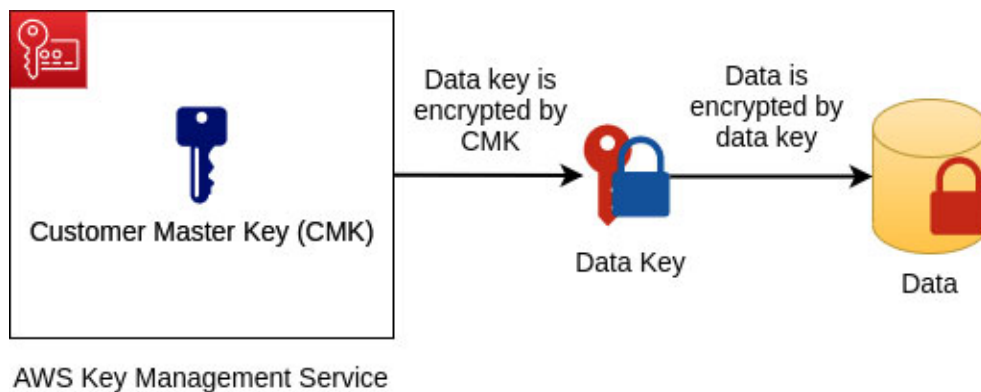 Data key is
encrypted by
CMK
Data is
encrypted by
data key
Customer Master Key (CMK)
Data Key
Data
AWS Key Management Service